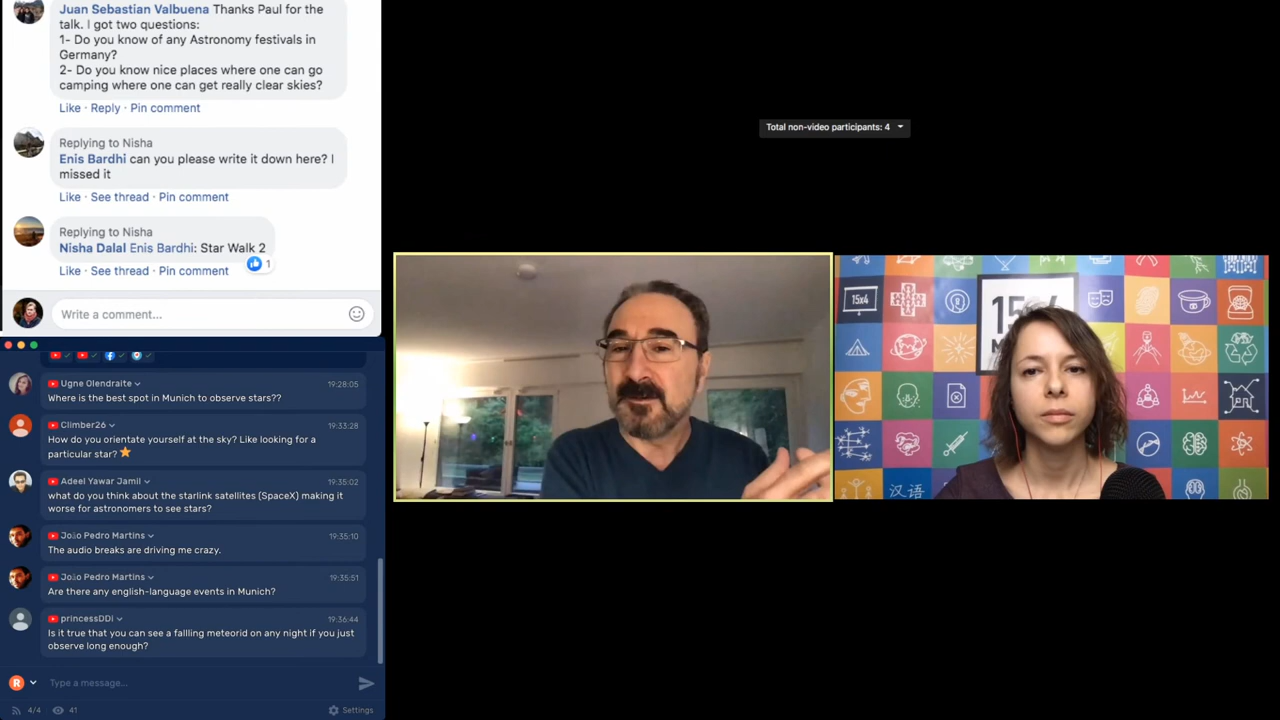 Juan Sebastian Valbuena Thanks Paul for the
talk. I got two questions:
1- Do you know of any Astronomy festivals in
Germany?
2- Do you know nice places where one can go
camping where one can get really clear skies?
Like · Reply · Pin comment
Replying to Nisha
Enis Bardhi can you please write it down here? I
missed it
Like · See thread · Pin comment
Replying to Nisha
Nisha Dalal Enis Bardhi: Star Walk 2
1
Like · See thread · Pin comment
Write a comment...
Ugne Olendraite 19:28:05
Where is the best spot in Munich to observe stars??
Climber26 19:33:28
How do you orientate yourself at the sky? Like looking for a
particular star?
Adeel Yawar Jamil 19:35:02
what do you think about the starlink satellites (SpaceX) making it
worse for astronomers to see stars?
João Pedro Martins 19:35:10
The audio breaks are driving me crazy.
João Pedro Martins 19:35:51
Are there any english-language events in Munich?
princessDDi 19:36:44
Is it true that you can see a fallling meteorid on any night if you just
observe long enough?
R
Type a message...
4/4 41 Settings
Total non-video participants: 4
15x4
15x4
M
汉语